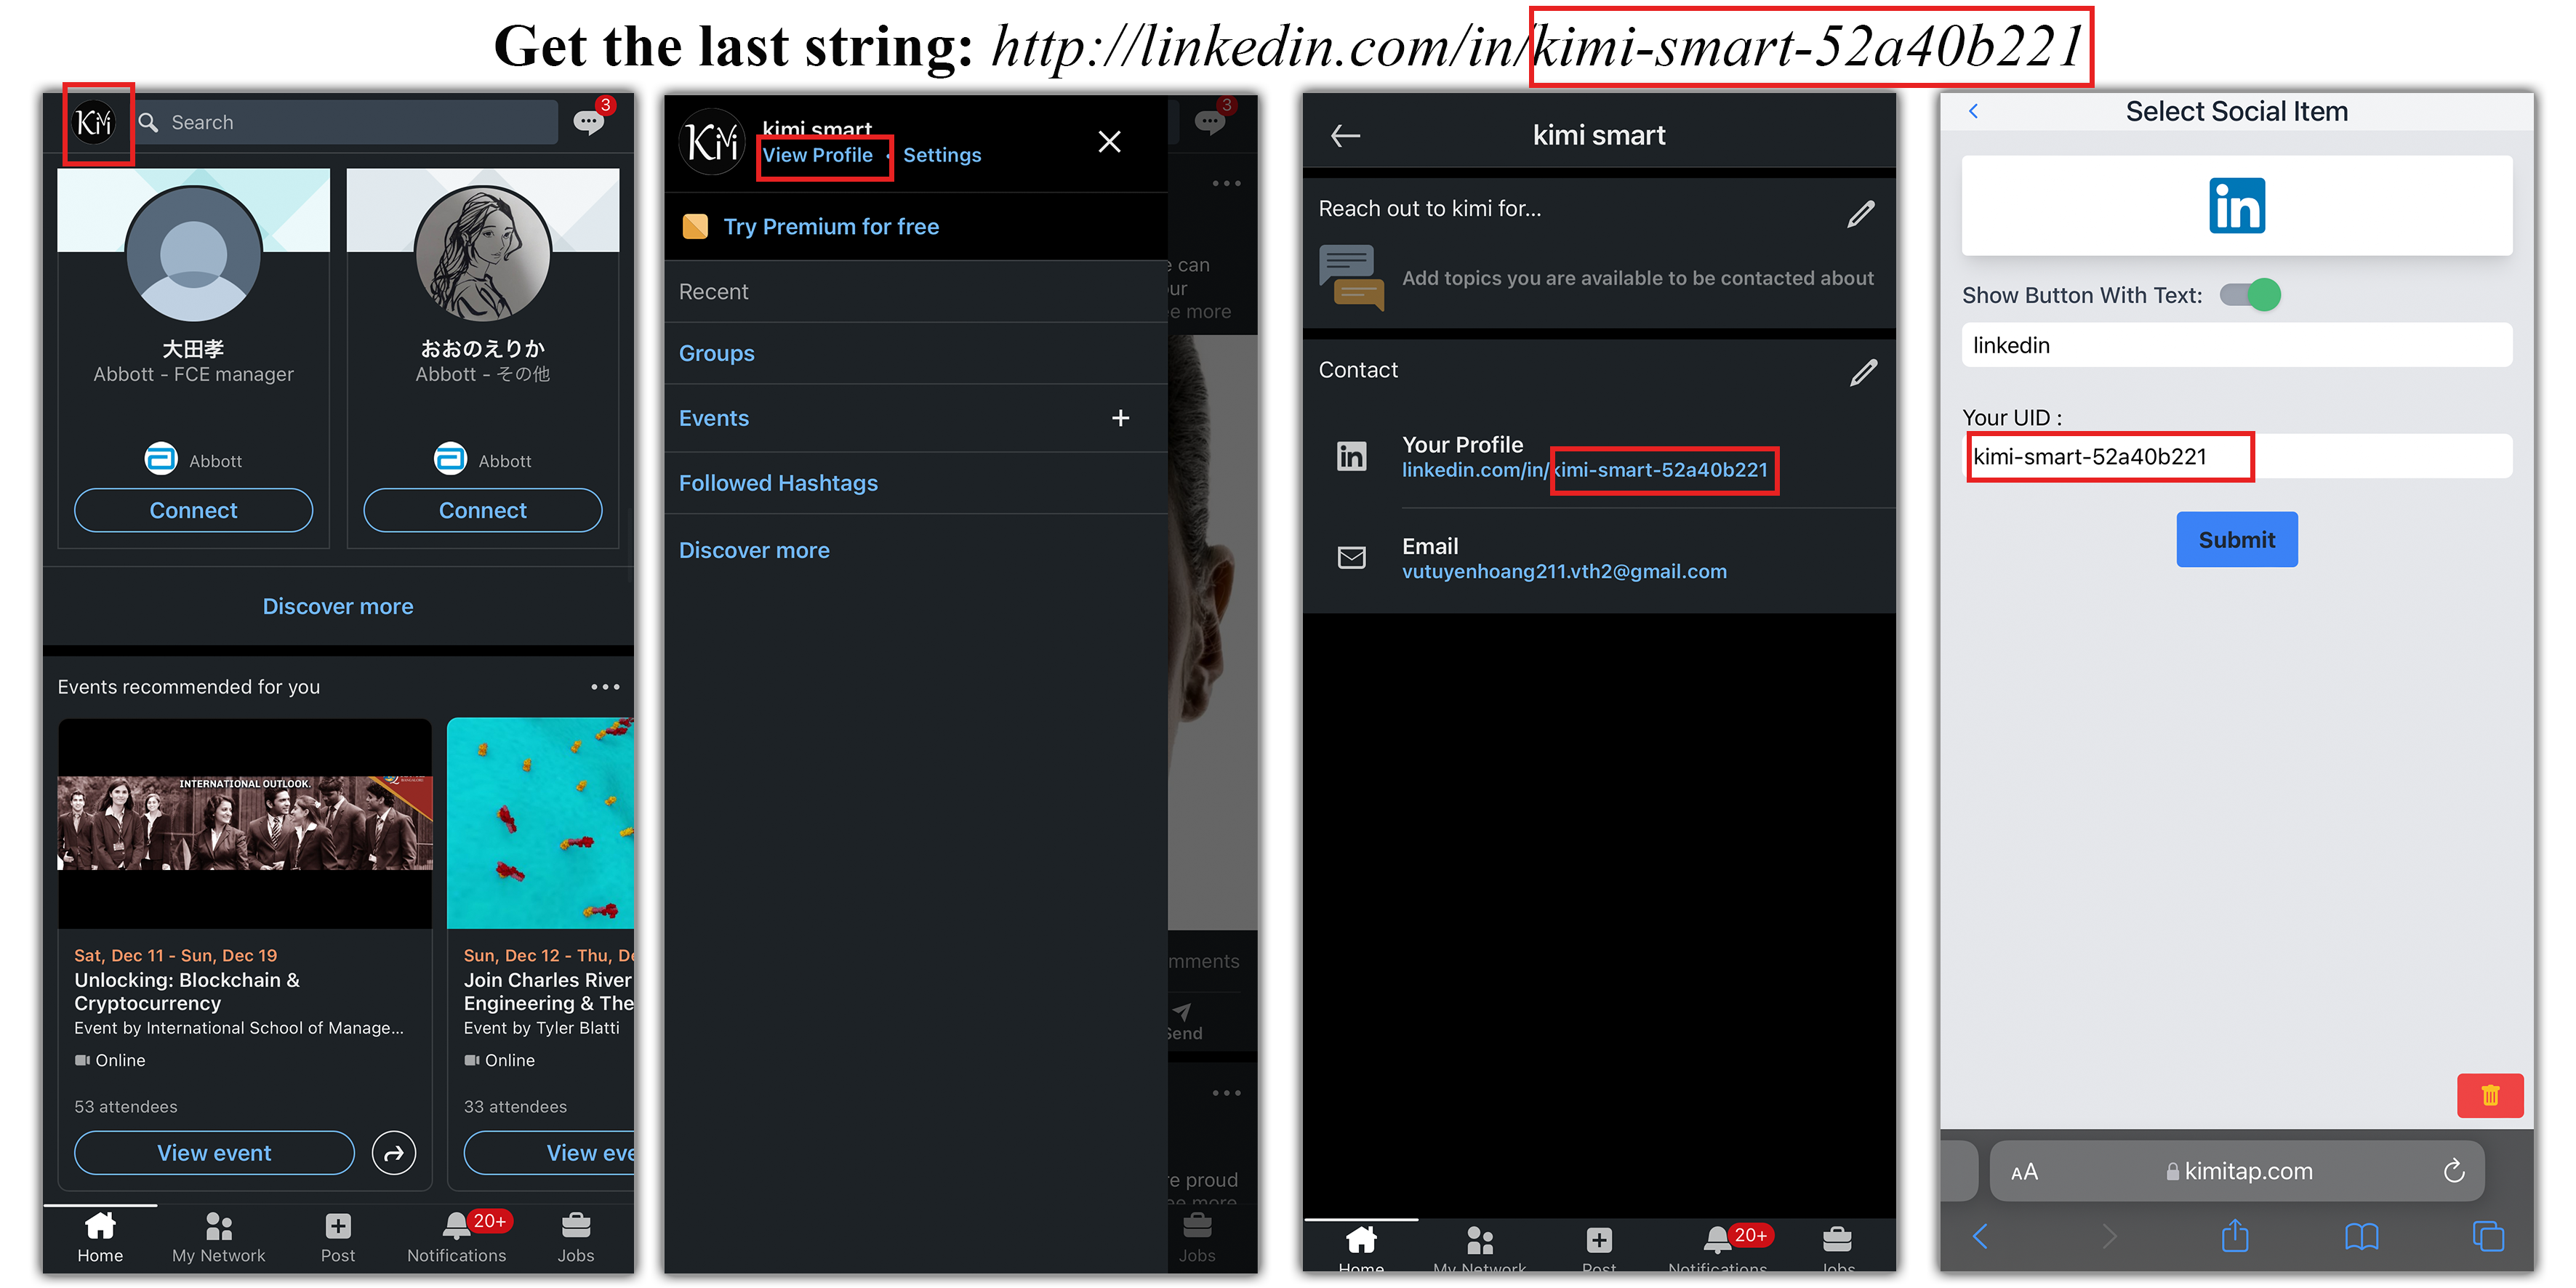 Get the last string: http://linkedin.com/in/kimi-smart-52a40b221
KiMi
Search
3
大田孝
Abbott - FCE manager
Abbott
Connect
おおのえりか
Abbott - その他
Abbott
Connect
Discover more
Events recommended for you
INTERNATIONAL OUTLOOK.
Sat, Dec 11 - Sun, Dec 19
Unlocking: Blockchain &
Cryptocurrency
Event by International School of Manage...
Online
53 attendees
View event
Sun, Dec 12 - Thu, De
Join Charles River
Engineering & The
Event by Tyler Blatti
Online
33 attendees
View eve
Home
My Network
Post
20+
Notifications
Jobs
KiMi
kimi smart
View Profile · Settings
3
Try Premium for free
Recent
Groups
Events
Followed Hashtags
Discover more
e can
ur
e more
mments
Send
e proud
ee more
Jobs
kimi smart
Reach out to kimi for...
Add topics you are available to be contacted about
Contact
in
Your Profile
linkedin.com/in/kimi-smart-52a40b221
Email
vutuyenhoang211.vth2@gmail.com
Home
My Network
Post
20+
Notifications
Jobs
Select Social Item
in
Show Button With Text:
linkedin
Your UID :
kimi-smart-52a40b221
Submit
AA
kimitap.com